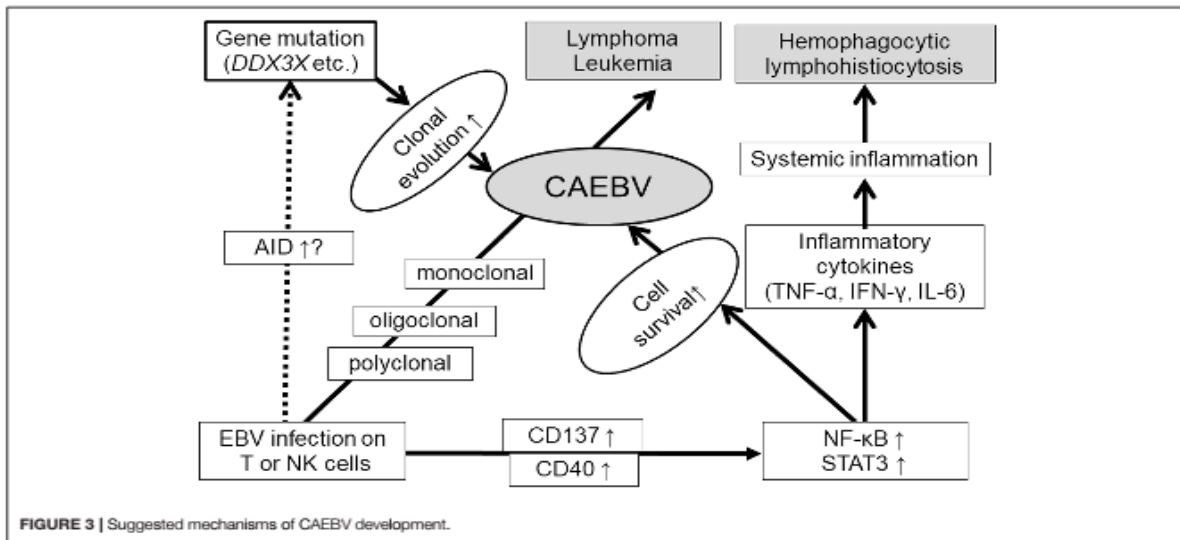 Gene mutation
(DDX3X etc.)
Lymphoma
Leukemia
Hemophagocytic
lymphohistiocytosis
Clonal
evolution ↑
CAEBV
Systemic inflammation
AID ↑?
monoclonal
oligoclonal
polyclonal
Cell
survival↑
Inflammatory
cytokines
(TNF-α, IFN-γ, IL-6)
EBV infection on
T or NK cells
CD137 ↑
CD40 ↑
NF-κB ↑
STAT3 ↑
FIGURE 3 | Suggested mechanisms of CAEBV development.